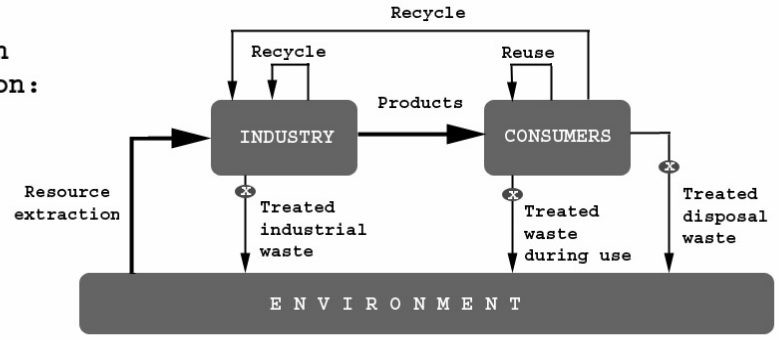 Recycle
n
on:
Recycle
Reuse
Products
INDUSTRY
CONSUMERS
Resource
extraction
x
x
x
Treated
industrial
waste
Treated
waste
during use
Treated
disposal
waste
ENVIRONMENT